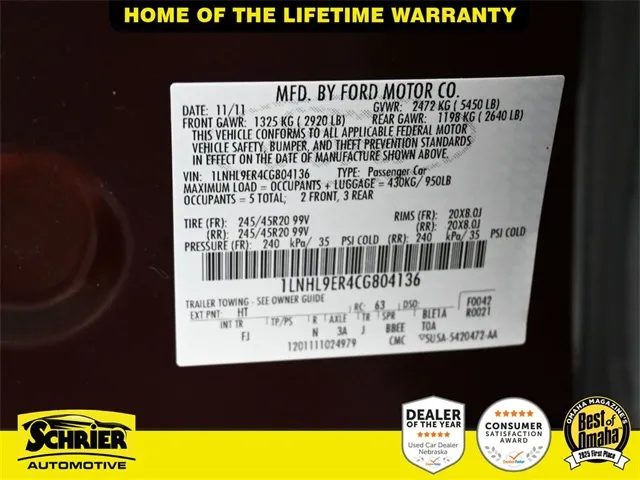 HOME OF THE LIFETIME WARRANTY
MFD. BY FORD MOTOR CO.
DATE: 11/11 GVWR: 2472 KG ( 5450 LB)
FRONT GAWR: 1325 KG ( 2920 LB) REAR GAWR: 1198 KG ( 2640 LB)
THIS VEHICLE CONFORMS TO ALL APPLICABLE FEDERAL MOTOR
VEHICLE SAFETY, BUMPER, AND THEFT PREVENTION STANDARDS
IN EFFECT ON THE DATE OF MANUFACTURE SHOWN ABOVE.
VIN: 1LNHL9ER4CG804136 TYPE: Passenger Car
MAXIMUM LOAD = OCCUPANTS + LUGGAGE = 430KG/ 950LB
OCCUPANTS = 5 TOTAL; 2 FRONT, 3 REAR
TIRE (FR): 245/45R20 99V RIMS (FR): 20X8.0J
(RR): 245/45R20 99V (RR): 20X8.0J
PRESSURE (FR): 240 kPa/ 35 PSI COLD (RR): 240 kPa/ 35 PSI COLD
1LNHL9ER4CG804136
TRAILER TOWING - SEE OWNER GUIDE
EXT PNT: HT RC: 63 DSO: F0042
INT TR TP/PS R AXLE TR SPR BLETA R0021
FJ N 3A J BBEE TOA
1201111024979 CMC 5U5A-5420472-AA
SCHRIER
AUTOMOTIVE
DEALER
OF THE YEAR
Used Car Dealer
Nebraska
DealerRater
CONSUMER
SATISFACTION
AWARD
DealerRater
OMAHA MAGAZINE'S
Best of
Omaha
2025 First Place